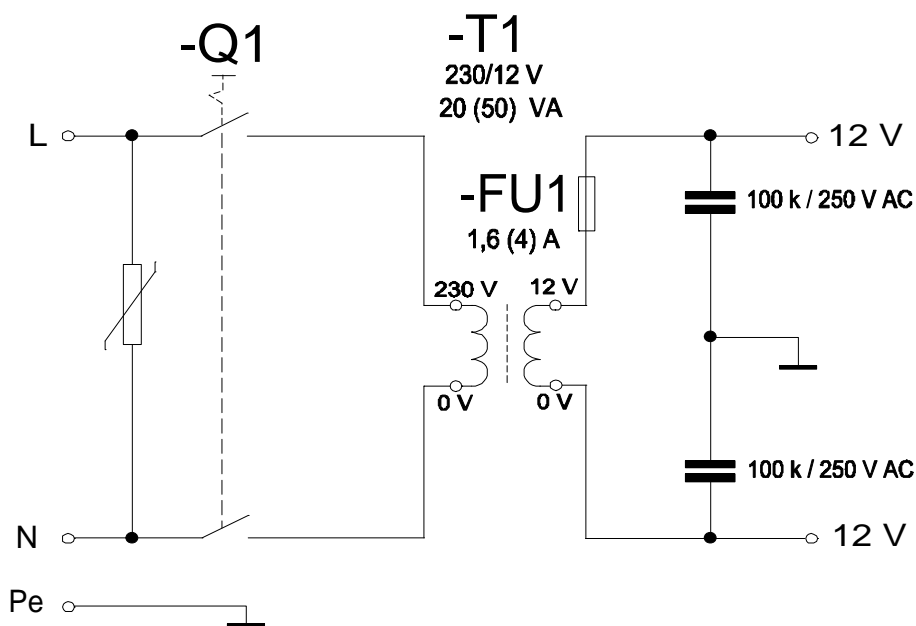 -Q1
-T1
230/12 V
20 (50) VA
L
12 V
-FU1
1,6 (4) A
100 k / 250 V AC
230 V
12 V
0 V
0 V
100 k / 250 V AC
N
12 V
Pe